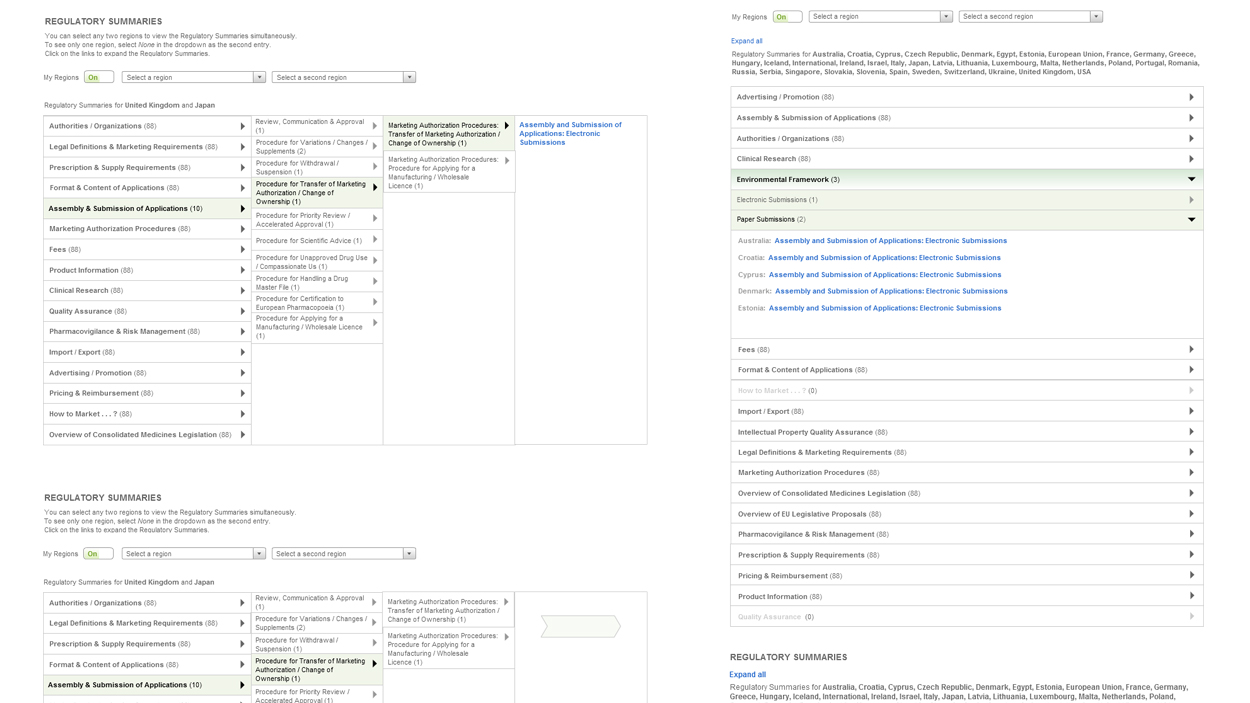 REGULATORY SUMMARIES
You can select any two regions to view the Regulatory Summaries simultaneously.
To see only one region, select None in the dropdown as the second entry.
Click on the links to expand the Regulatory Summaries.
My Regions On Select a region Select a second region
Regulatory Summaries for United Kingdom and Japan
Authorities / Organizations (88)
Legal Definitions & Marketing Requirements (88)
Prescription & Supply Requirements (88)
Format & Content of Applications (88)
Assembly & Submission of Applications (10)
Marketing Authorization Procedures (88)
Fees (88)
Product Information (88)
Clinical Research (88)
Quality Assurance (88)
Pharmacovigilance & Risk Management (88)
Import / Export (88)
Advertising / Promotion (88)
Pricing & Reimbursement (88)
How to Market . . . ? (88)
Overview of Consolidated Medicines Legislation (88)
Review, Communication & Approval
(1)
Procedure for Variations / Changes /
Supplements (2)
Procedure for Withdrawal /
Suspension (1)
Procedure for Transfer of Marketing
Authorization / Change of
Ownership (1)
Procedure for Priority Review /
Accelerated Approval (1)
Procedure for Scientific Advice (1)
Procedure for Unapproved Drug Use
/ Compassionate Us (1)
Procedure for Handling a Drug
Master File (1)
Procedure for Certification to
European Pharmacopoeia (1)
Procedure for Applying for a
Manufacturing / Wholesale Licence
(1)
Marketing Authorization Procedures:
Transfer of Marketing Authorization /
Change of Ownership (1)
Marketing Authorization Procedures:
Procedure for Applying for a
Manufacturing / Wholesale
Licence (1)
Assembly and Submission of
Applications: Electronic
Submissions
REGULATORY SUMMARIES
You can select any two regions to view the Regulatory Summaries simultaneously.
To see only one region, select None in the dropdown as the second entry.
Click on the links to expand the Regulatory Summaries.
My Regions On Select a region Select a second region
Regulatory Summaries for United Kingdom and Japan
Authorities / Organizations (88)
Legal Definitions & Marketing Requirements (88)
Prescription & Supply Requirements (88)
Format & Content of Applications (88)
Assembly & Submission of Applications (10)
Review, Communication & Approval
(1)
Procedure for Variations / Changes /
Supplements (2)
Procedure for Withdrawal /
Suspension (1)
Procedure for Transfer of Marketing
Authorization / Change of
Ownership (1)
Procedure for Priority Review /
Accelerated Approval (1)
Marketing Authorization Procedures:
Transfer of Marketing Authorization /
Change of Ownership (1)
Marketing Authorization Procedures:
Procedure for Applying for a
Manufacturing / Wholesale
Licence (1)
My Regions On Select a region Select a second region
Expand all
Regulatory Summaries for Australia, Croatia, Cyprus, Czech Republic, Denmark, Egypt, Estonia, European Union, France, Germany, Greece,
Hungary, Iceland, International, Ireland, Israel, Italy, Japan, Latvia, Lithuania, Luxembourg, Malta, Netherlands, Poland, Portugal, Romania,
Russia, Serbia, Singapore, Slovakia, Slovenia, Spain, Sweden, Switzerland, Ukraine, United Kingdom, USA
Advertising / Promotion (88)
Assembly & Submission of Applications (88)
Authorities / Organizations (88)
Clinical Research (88)
Environmental Framework (3)
Electronic Submissions (1)
Paper Submissions (2)
Australia: Assembly and Submission of Applications: Electronic Submissions
Croatia: Assembly and Submission of Applications: Electronic Submissions
Cyprus: Assembly and Submission of Applications: Electronic Submissions
Denmark: Assembly and Submission of Applications: Electronic Submissions
Estonia: Assembly and Submission of Applications: Electronic Submissions
Fees (88)
Format & Content of Applications (88)
How to Market . . . ? (0)
Import / Export (88)
Intellectual Property Quality Assurance (88)
Legal Definitions & Marketing Requirements (88)
Marketing Authorization Procedures (88)
Overview of Consolidated Medicines Legislation (88)
Overview of EU Legislative Proposals (88)
Pharmacovigilance & Risk Management (88)
Prescription & Supply Requirements (88)
Pricing & Reimbursement (88)
Product Information (88)
Quality Assurance (0)
REGULATORY SUMMARIES
Expand all
Regulatory Summaries for Australia, Croatia, Cyprus, Czech Republic, Denmark, Egypt, Estonia, European Union, France, Germany,
Greece, Hungary, Iceland, International, Ireland, Israel, Italy, Japan, Latvia, Lithuania, Luxembourg, Malta, Netherlands, Poland,